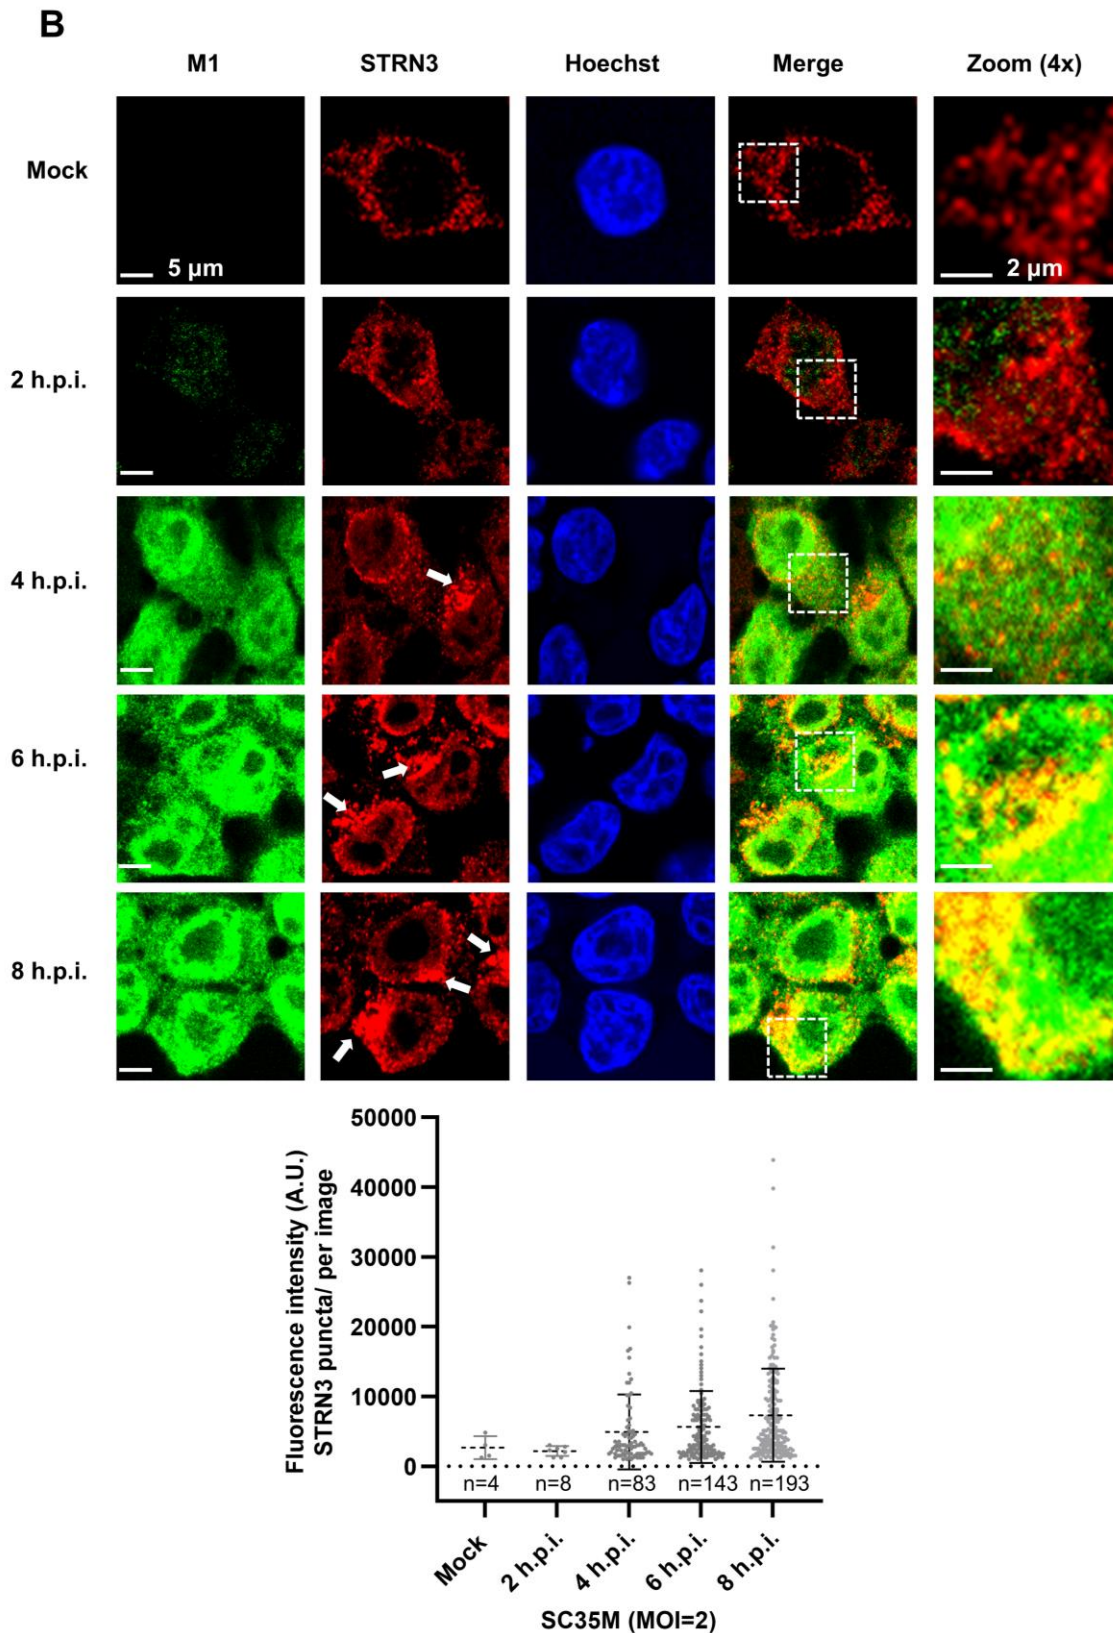 B
M1 STRN3 Hoechst Merge Zoom (4x)
Mock
5 μm 2 μm
2 h.p.i.
4 h.p.i.
6 h.p.i.
8 h.p.i.
Fluorescence intensity (A.U.)
STRN3 puncta/ per image
50000
40000
30000
20000
10000
0
n=4 n=8 n=83 n=143 n=193
Mock 2 h.p.i. 4 h.p.i. 6 h.p.i. 8 h.p.i.
SC35M (MOI=2)